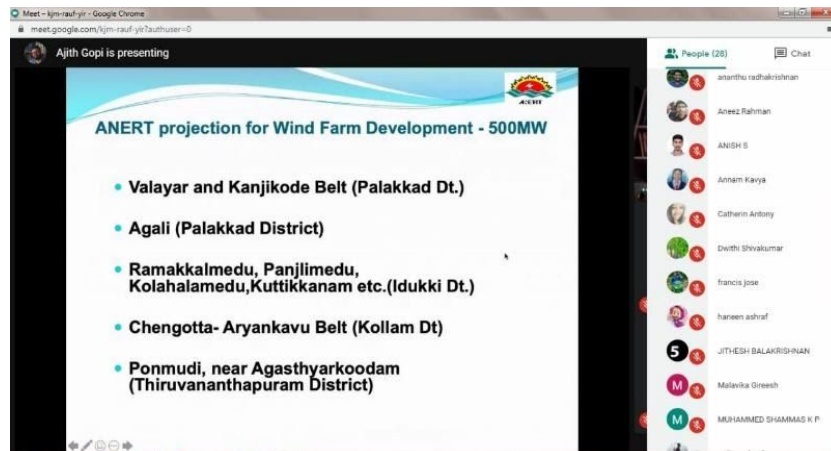 Meet – kjm-rauf-yir - Google Chrome
meet.google.com/kjm-rauf-yir?authuser=0
Ajith Gopi is presenting
People (28)
Chat
ANERT
ANERT projection for Wind Farm Development - 500MW
Valayar and Kanjikode Belt (Palakkad Dt.)
Agali (Palakkad District)
Ramakkalmedu, Panjlimedu,
Kolahalamedu,Kuttikkanam etc.(Idukki Dt.)
Chengotta- Aryankavu Belt (Kollam Dt)
Ponmudi, near Agasthyarkoodam
(Thiruvananthapuram District)
ananthu radhakrishnan
Aneez Rahman
ANISH S
Annam Kavya
Catherin Antony
Dwithi Shivakumar
francis jose
haneen ashraf
5
JITHESH BALAKRISHNAN
M
Malavika Gireesh
M
MUHAMMED SHAMMAS K P